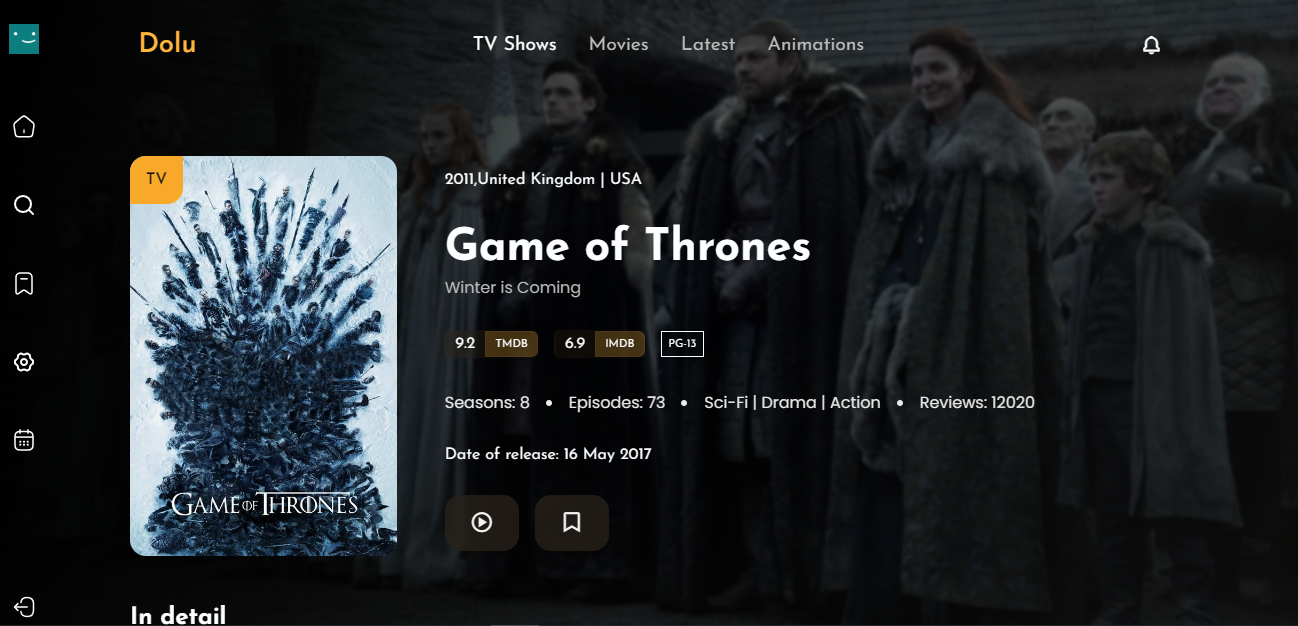 Dolu
TV Shows Movies Latest Animations
TV
GAME OF THRONES
2011,United Kingdom | USA
Game of Thrones
Winter is Coming
9.2 TMDB 6.9 IMDB PG-13
Seasons: 8 • Episodes: 73 • Sci-Fi | Drama | Action • Reviews: 12020
Date of release: 16 May 2017
In detail